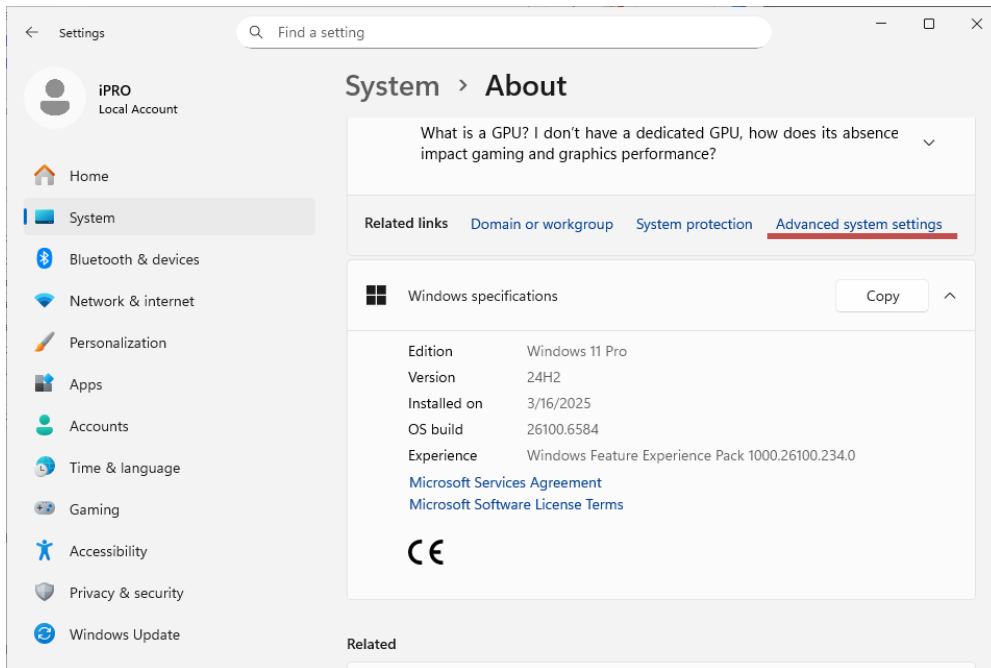 Settings
Find a setting
iPRO
Local Account
Home
System
Bluetooth & devices
Network & internet
Personalization
Apps
Accounts
Time & language
Gaming
Accessibility
Privacy & security
Windows Update
System > About
What is a GPU? I don't have a dedicated GPU, how does its absence
impact gaming and graphics performance?
Related links Domain or workgroup System protection Advanced system settings
Windows specifications Copy
Edition Windows 11 Pro
Version 24H2
Installed on 3/16/2025
OS build 26100.6584
Experience Windows Feature Experience Pack 1000.26100.234.0
Microsoft Services Agreement
Microsoft Software License Terms
CE
Related